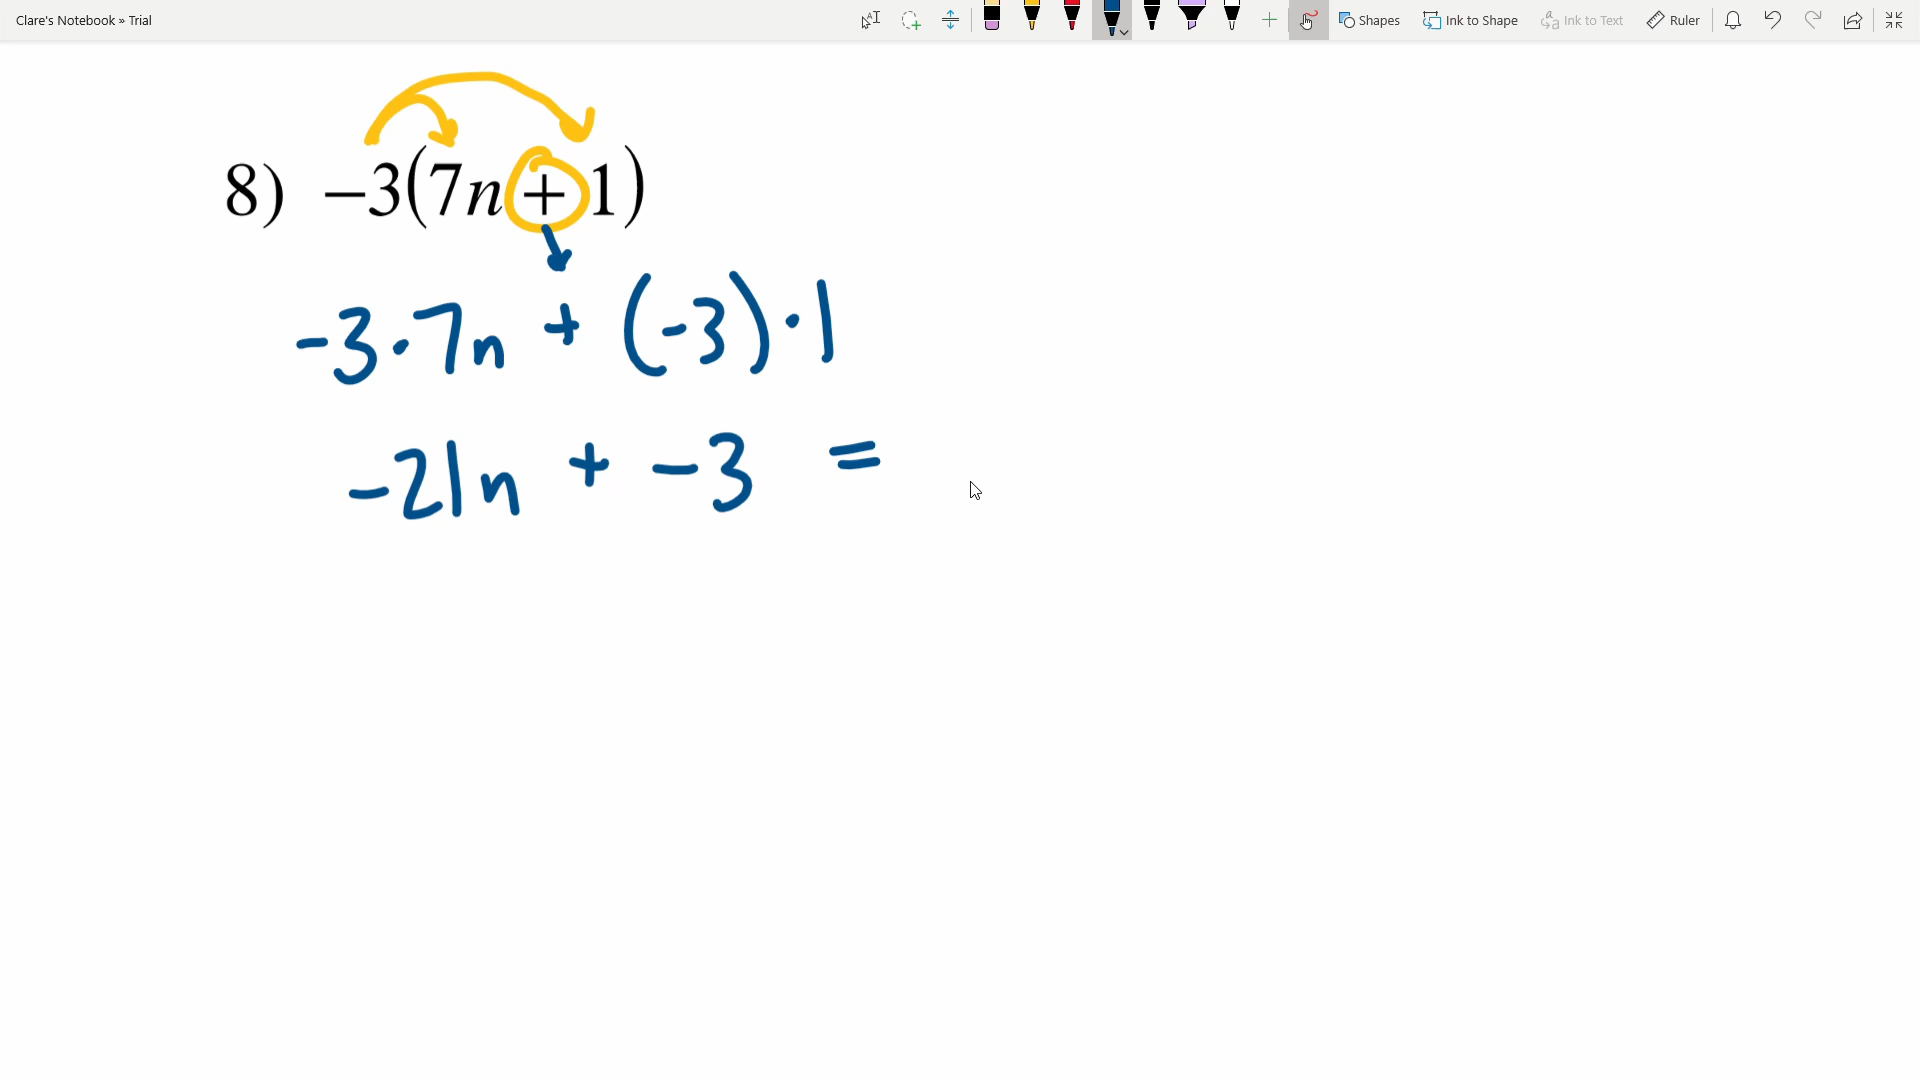 Clare's Notebook » Trial
Shapes Ink to Shape Ink to Text Ruler
8) −3(7n + 1)
-3·7n + (-3)·1
-21n + -3 =